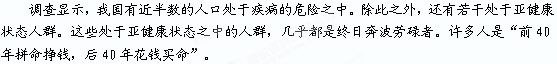 调查显示，我国有近半数的人口处于疾病的危险之中。除此之外，还有若干处于亚健康
状态人群。这些处于亚健康状态之中的人群，几乎都是终日奔波劳碌者。许多人是“前40
年拼命挣钱，后40年花钱买命”。